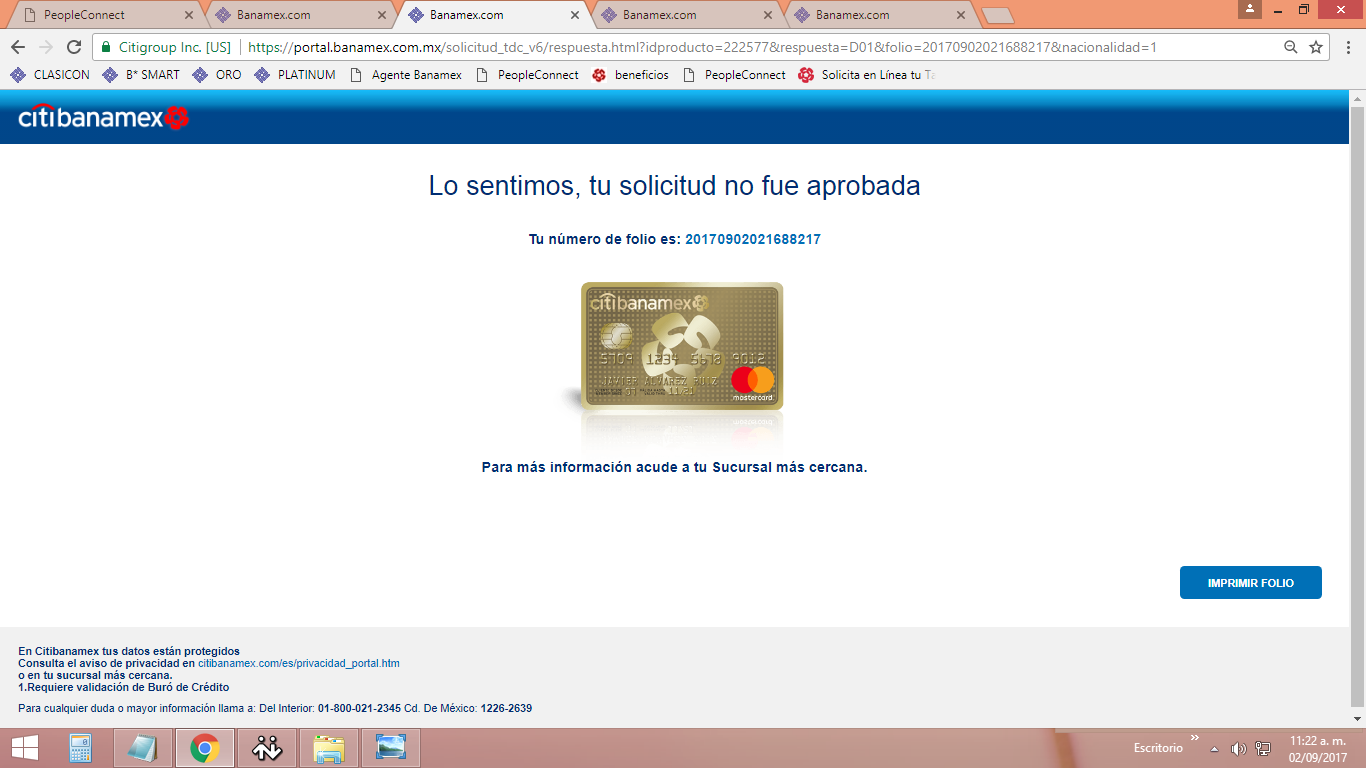 PeopleConnect
Banamex.com
Banamex.com
Banamex.com
Banamex.com
Citigroup Inc. [US]
https://portal.banamex.com.mx/solicitud_tdc_v6/respuesta.html?idproducto=222577&respuesta=D01&folio=20170902021688217&nacionalidad=1
CLASICON
B* SMART
ORO
PLATINUM
Agente Banamex
PeopleConnect
beneficios
PeopleConnect
Solicita en Línea tu Ta
citibanamex
Lo sentimos, tu solicitud no fue aprobada
Tu número de folio es: 20170902021688217
citibanamex
5709 1234 5678 9012
JAVIER ALVAREZ RUIZ
07 11/21
mastercard
Para más información acude a tu Sucursal más cercana.
IMPRIMIR FOLIO
En Citibanamex tus datos están protegidos
Consulta el aviso de privacidad en citibanamex.com/es/privacidad_portal.htm
o en tu sucursal más cercana.
1.Requiere validación de Buró de Crédito
Para cualquier duda o mayor información llama a: Del Interior: 01-800-021-2345 Cd. De México: 1226-2639
Escritorio
11:22 a. m.
02/09/2017